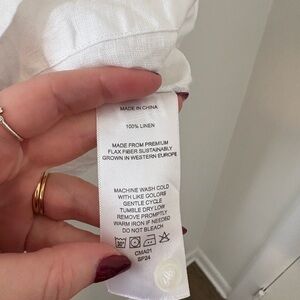 MADE IN CHINA
100% LINEN
MADE FROM PREMIUM
FLAX FIBER SUSTAINABLY
GROWN IN WESTERN EUROPE
MACHINE WASH COLD
WITH LIKE COLORS
GENTLE CYCLE
TUMBLE DRY LOW
REMOVE PROMPTLY
WARM IRON IF NEEDED
DO NOT BLEACH
CMA01
SP24